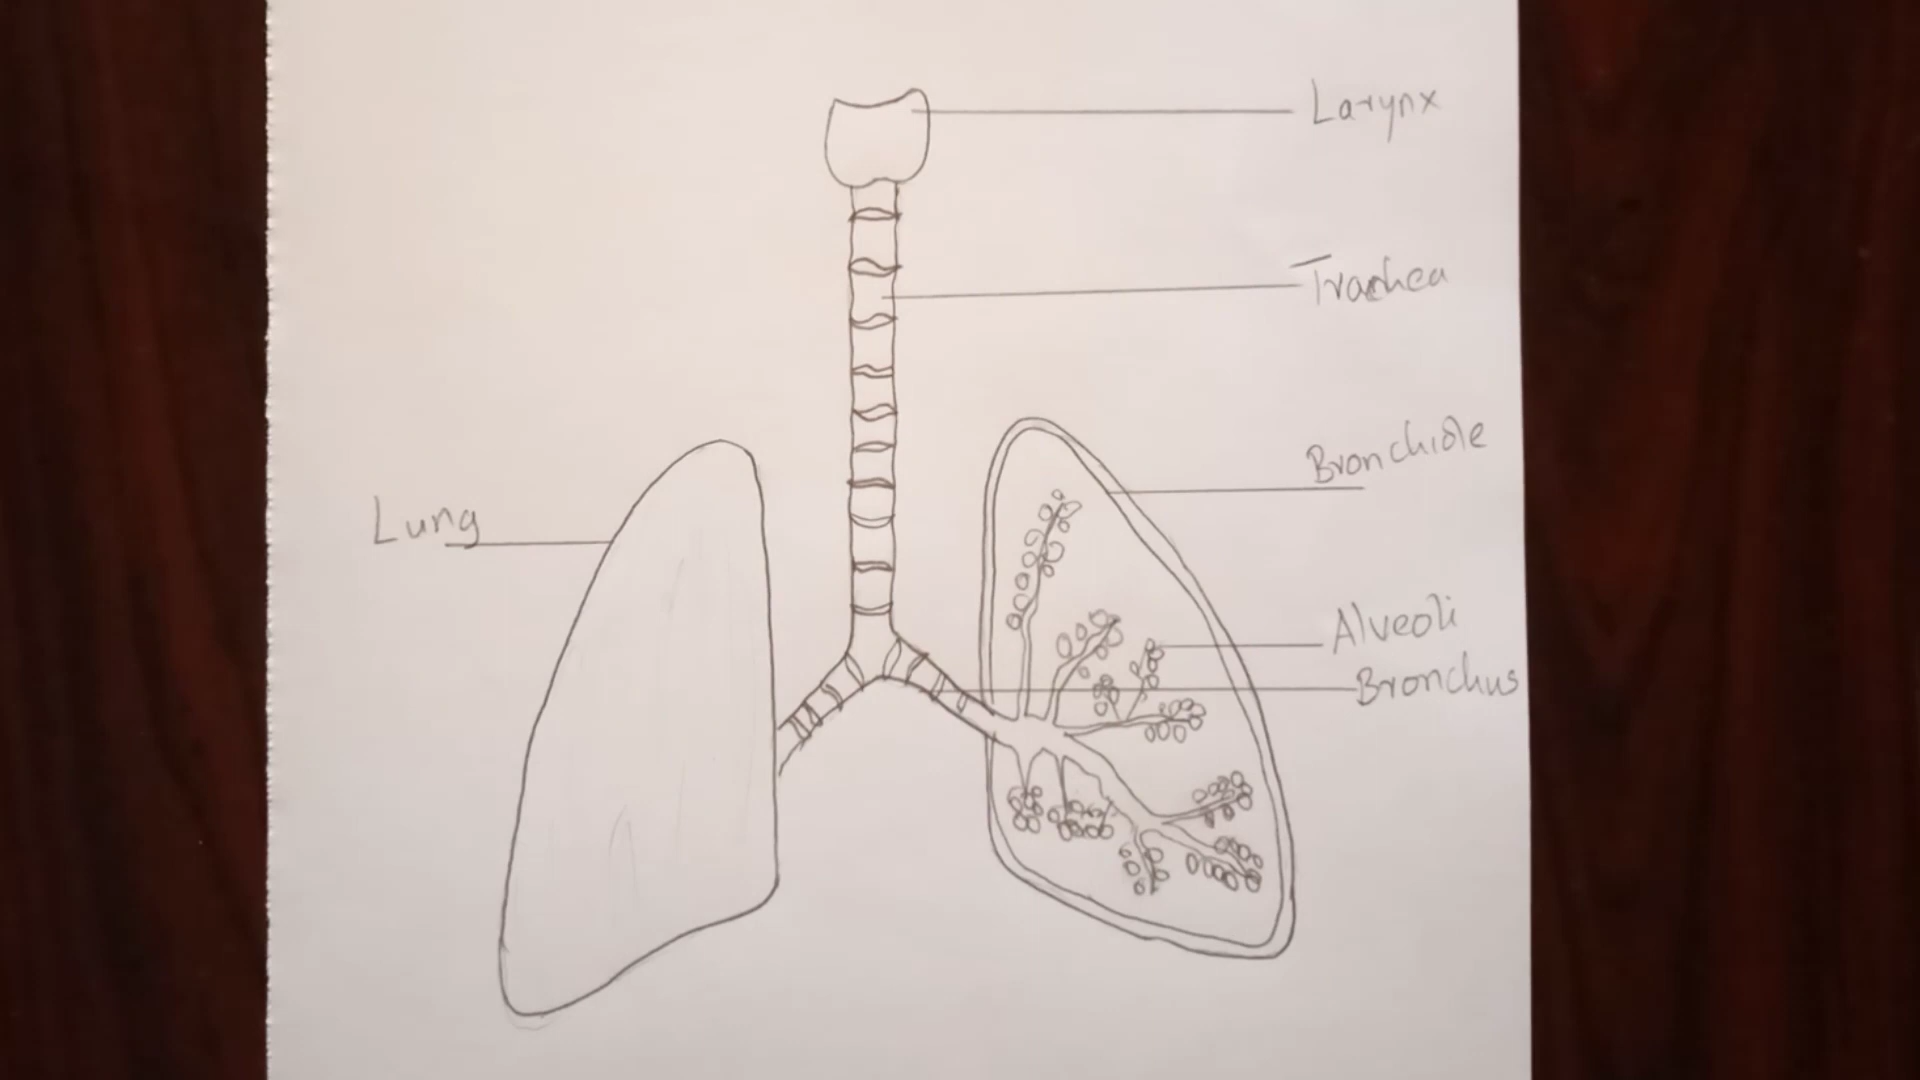 Larynx
Trachea
Bronchiole
Lung
Alveoli
Bronchus